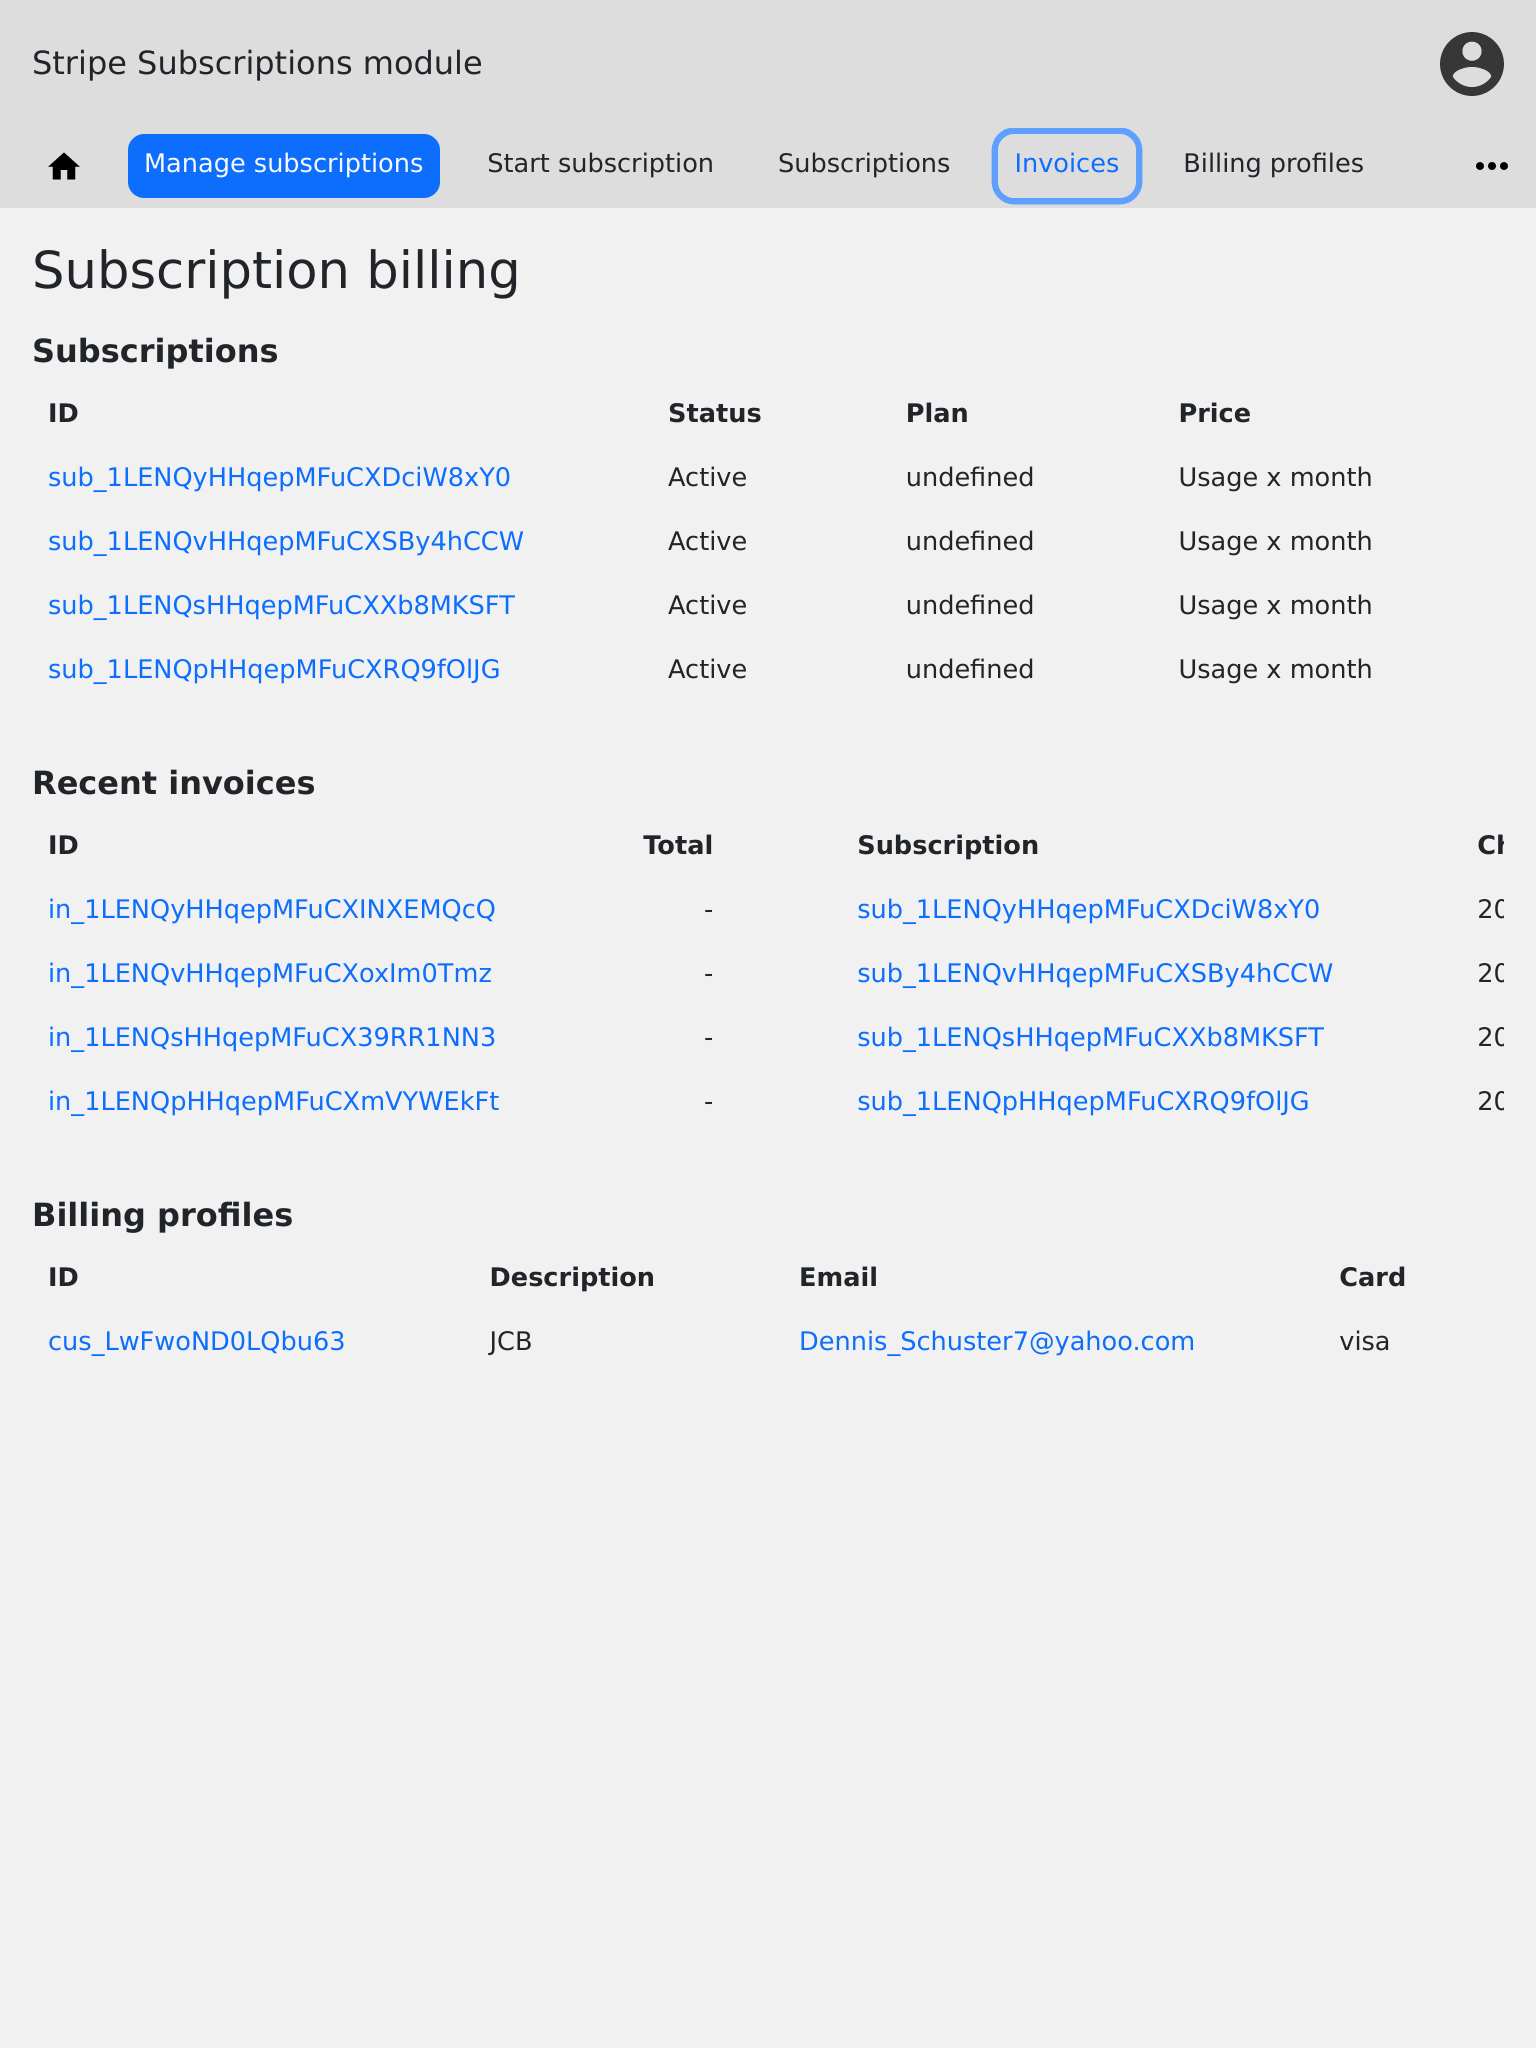 Stripe Subscriptions module
Manage subscriptions Start subscription Subscriptions Invoices Billing profiles
Subscription billing
Subscriptions
ID Status Plan Price
sub_1LENQyHHqepMFuCXDciW8xY0 Active undefined Usage x month
sub_1LENQvHHqepMFuCXSBy4hCCW Active undefined Usage x month
sub_1LENQsHHqepMFuCXXb8MKSFT Active undefined Usage x month
sub_1LENQpHHqepMFuCXRQ9fOlJG Active undefined Usage x month
Recent invoices
ID Total Subscription
in_1LENQyHHqepMFuCXINXEMQcQ - sub_1LENQyHHqepMFuCXDciW8xY0 20
in_1LENQvHHqepMFuCXoxIm0Tmz - sub_1LENQvHHqepMFuCXSBy4hCCW 20
in_1LENQsHHqepMFuCX39RR1NN3 - sub_1LENQsHHqepMFuCXXb8MKSFT 20
in_1LENQpHHqepMFuCXmVYWEkFt - sub_1LENQpHHqepMFuCXRQ9fOlJG 20
Billing profiles
ID Description Email Card
cus_LwFwoND0LQbu63 JCB Dennis_Schuster7@yahoo.com visa